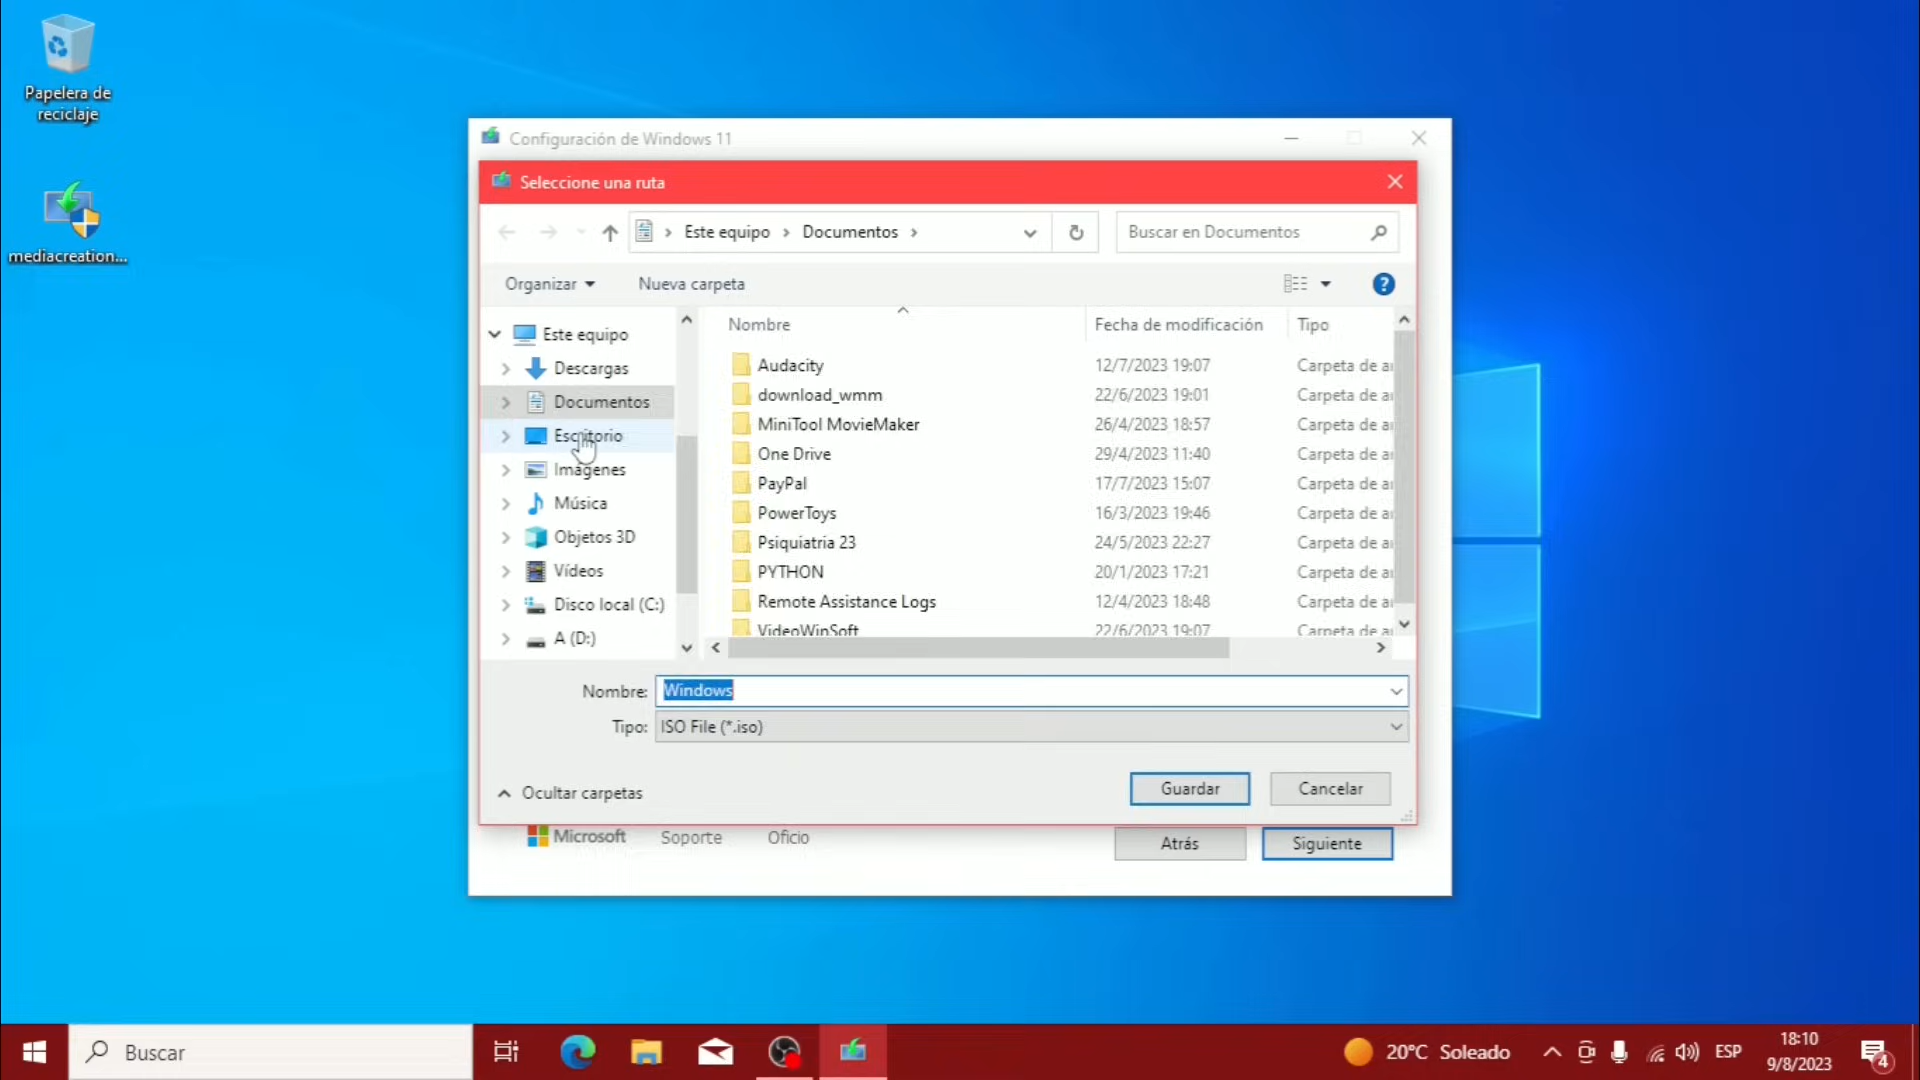 Papelera de
reciclaje
mediacreation...
Configuración de Windows 11
Seleccione una ruta
Este equipo
Documentos
Buscar en Documentos
Organizar
Nueva carpeta
?
Este equipo
Descargas
Documentos
Escritorio
Imágenes
Música
Objetos 3D
Vídeos
Disco local (C:)
A (D:)
Nombre Fecha de modificación Tipo
Audacity 12/7/2023 19:07 Carpeta de a
download_wmm 22/6/2023 19:01 Carpeta de a
MiniTool MovieMaker 26/4/2023 18:57 Carpeta de a
One Drive 29/4/2023 11:40 Carpeta de a
PayPal 17/7/2023 15:07 Carpeta de a
PowerToys 16/3/2023 19:46 Carpeta de a
Psiquiatria 23 24/5/2023 22:27 Carpeta de a
PYTHON 20/1/2023 17:21 Carpeta de a
Remote Assistance Logs 12/4/2023 18:48 Carpeta de a
VideoWinSoft 22/6/2023 19:07 Carpeta de a
Nombre: Windows
Tipo: ISO File (*.iso)
Ocultar carpetas
Guardar
Cancelar
Microsoft
Soporte
Oficio
Atrás
Siguiente
Buscar
20°C Soleado
ESP
18:10
9/8/2023
4